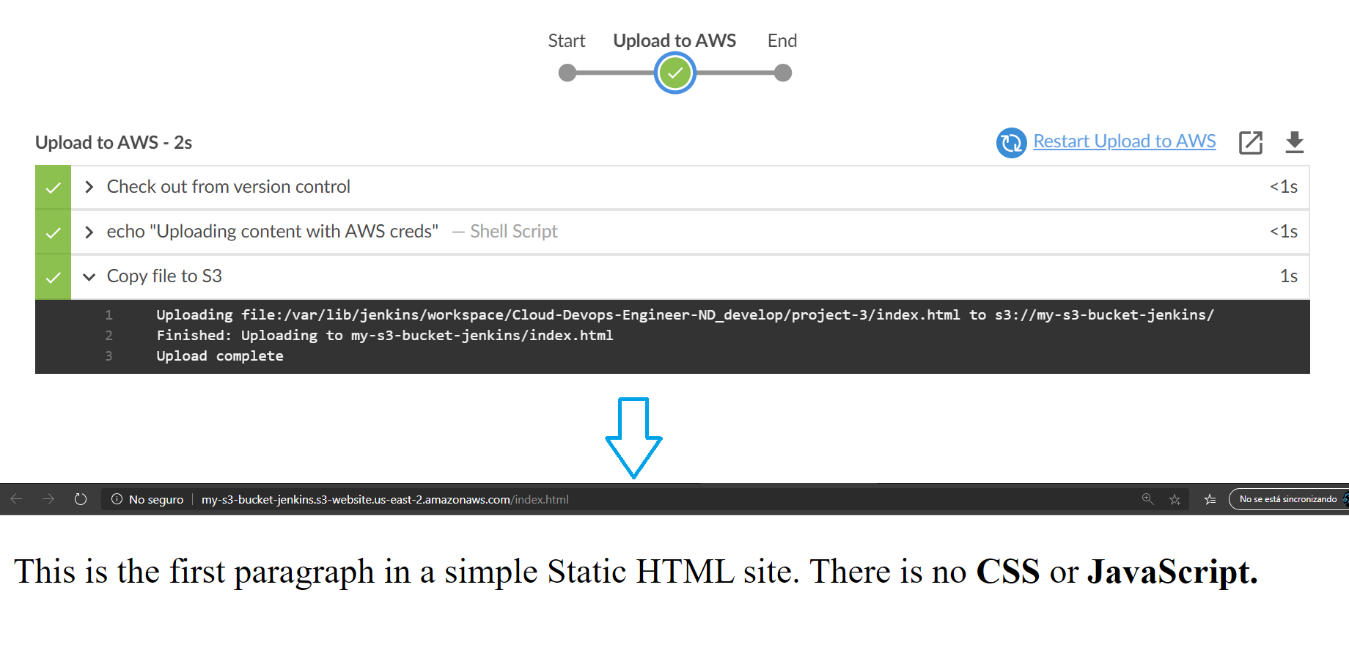 Start Upload to AWS End
Upload to AWS - 2s Restart Upload to AWS
Check out from version control <1s
echo "Uploading content with AWS creds" — Shell Script <1s
Copy file to S3 1s
1 Uploading file:/var/lib/jenkins/workspace/Cloud-Devops-Engineer-ND_develop/project-3/index.html to s3://my-s3-bucket-jenkins/
2 Finished: Uploading to my-s3-bucket-jenkins/index.html
3 Upload complete
No seguro | my-s3-bucket-jenkins.s3-website.us-east-2.amazonaws.com/index.html No se está sincronizando
This is the first paragraph in a simple Static HTML site. There is no CSS or JavaScript.